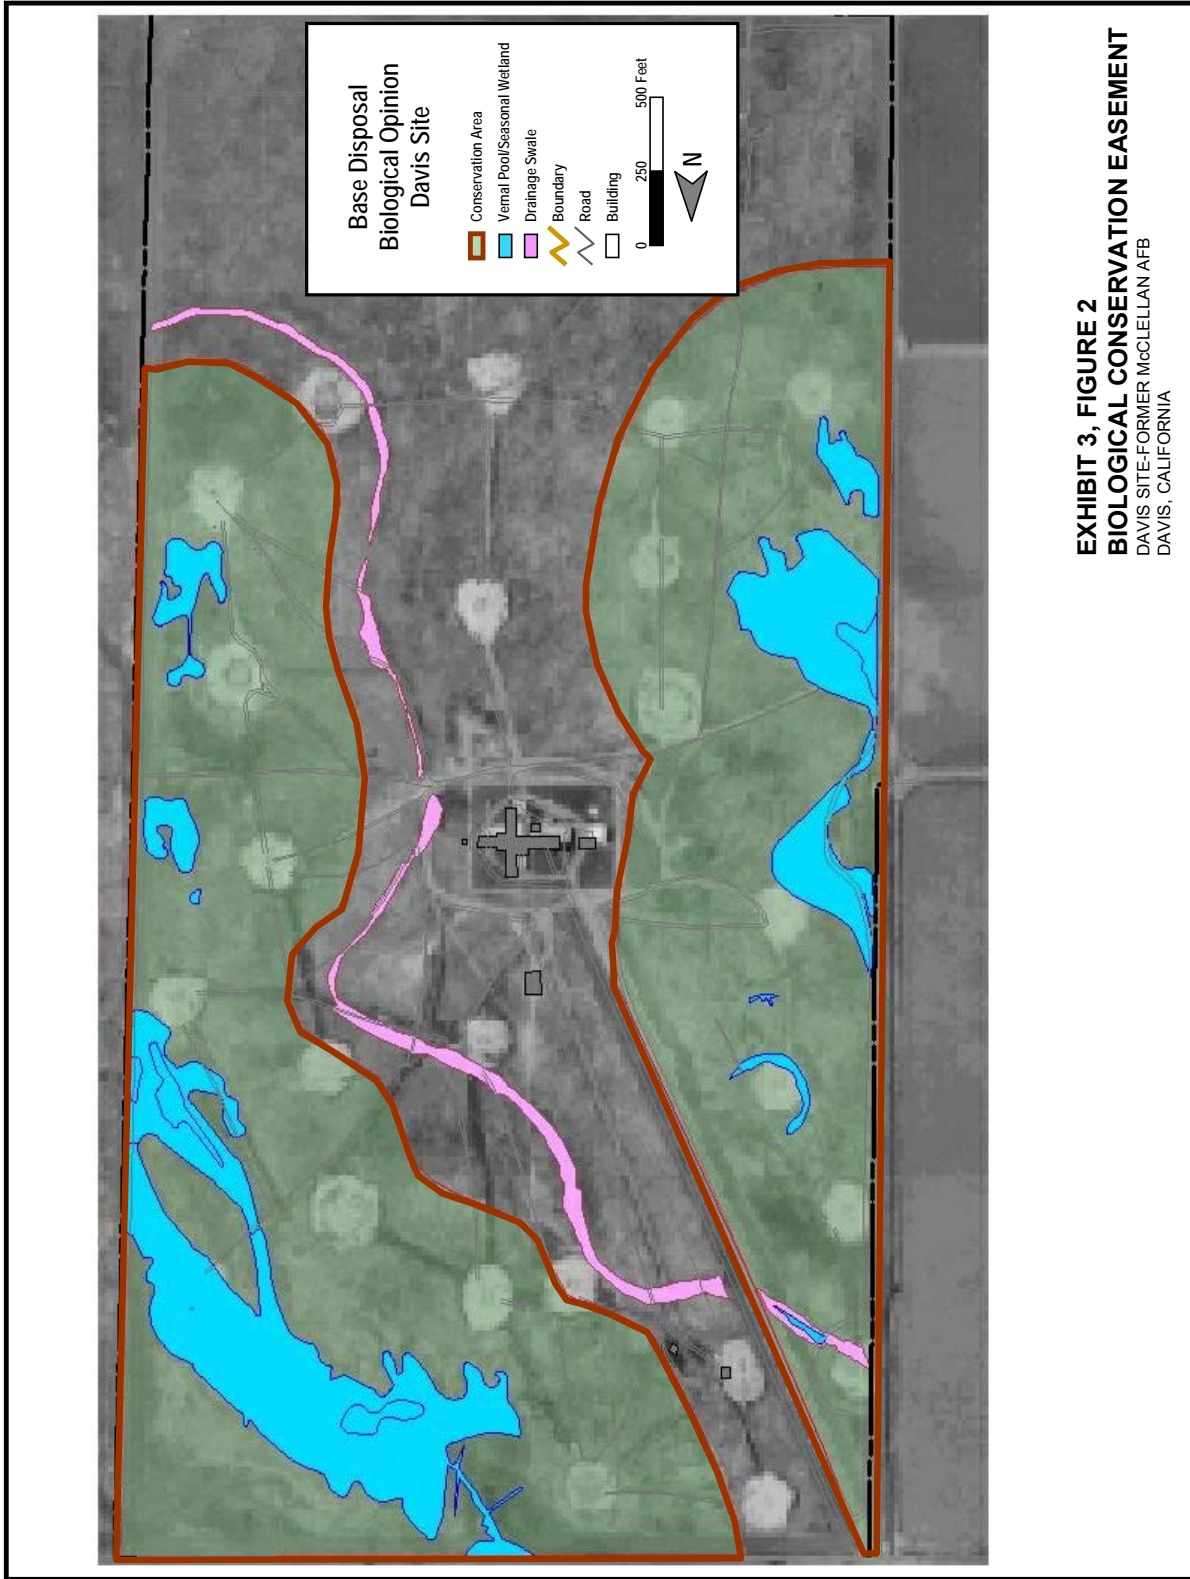 Base Disposal
Biological Opinion
Davis Site
Conservation Area
Vernal Pool/Seasonal Wetland
Drainage Swale
Boundary
Road
Building
0 250 500 Feet
N
EXHIBIT 3, FIGURE 2
BIOLOGICAL CONSERVATION EASEMENT
DAVIS SITE-FORMER McCLELLAN AFB
DAVIS, CALIFORNIA